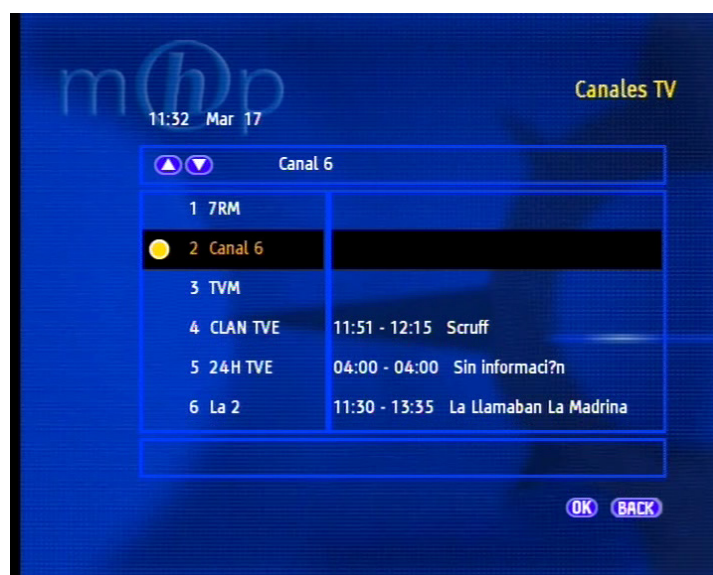 mhp
Canales TV
11:32 Mar 17
Canal 6
1 7RM
2 Canal 6
3 TVM
4 CLAN TVE 11:51 - 12:15 Scruff
5 24H TVE 04:00 - 04:00 Sin informaci?n
6 La 2 11:30 - 13:35 La Llamaban La Madrina
OK BACK